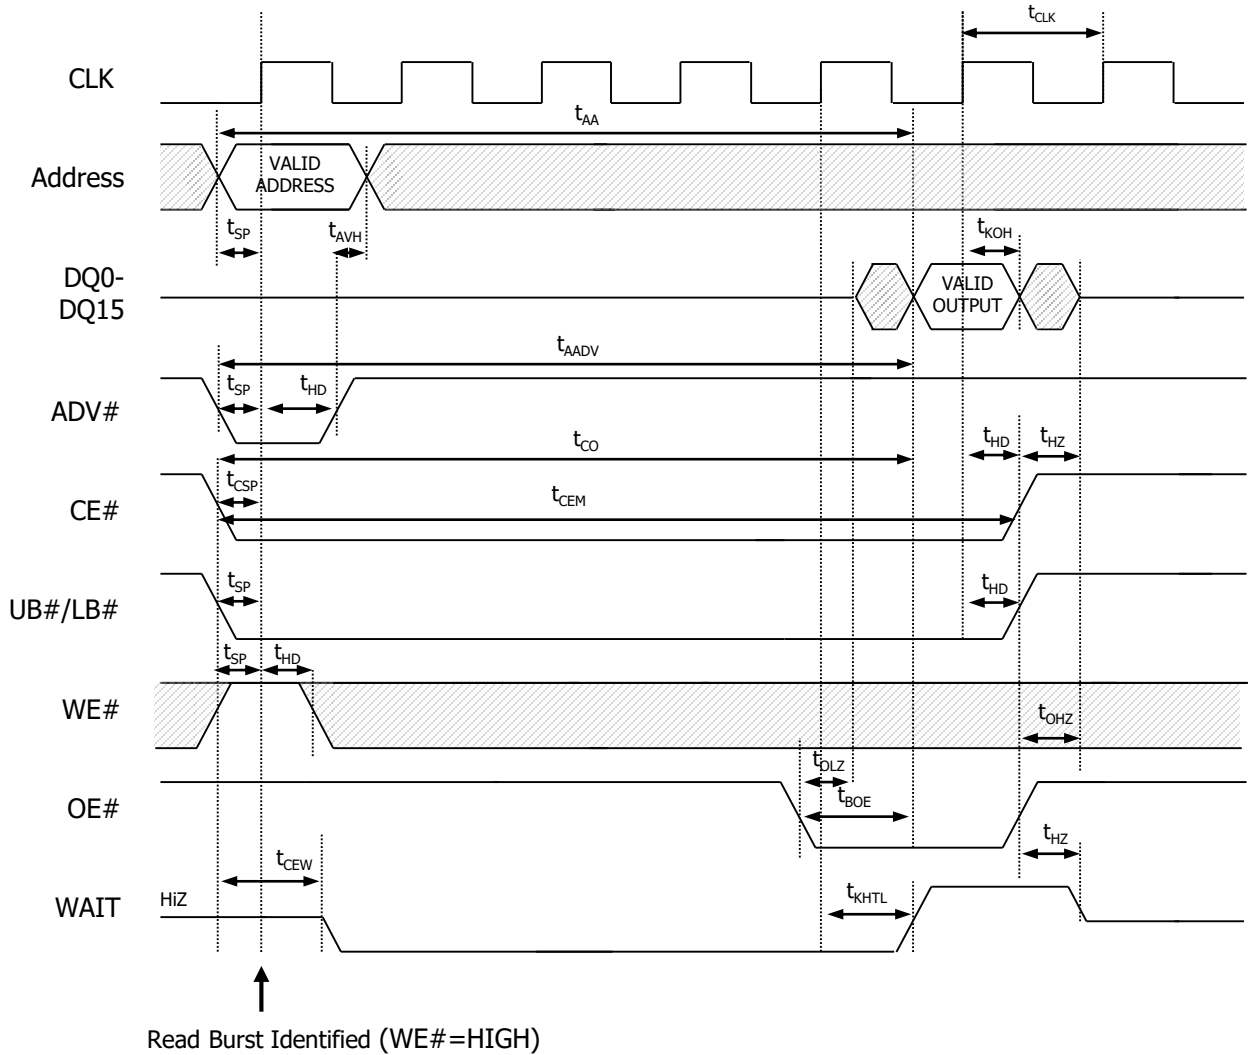 tCLK
CLK
tAA
Address
VALID
ADDRESS
tSP
tAVH
tKOH
DQ0-
DQ15
VALID
OUTPUT
tAADV
ADV#
tSP
tHD
tCO
tHD
tHZ
CE#
tCSP
tCEM
UB#/LB#
tSP
tHD
tSP
tHD
WE#
tOHZ
OE#
tOLZ
tBOE
tHZ
tCEW
WAIT
HiZ
tKHTL
Read Burst Identified (WE#=HIGH)